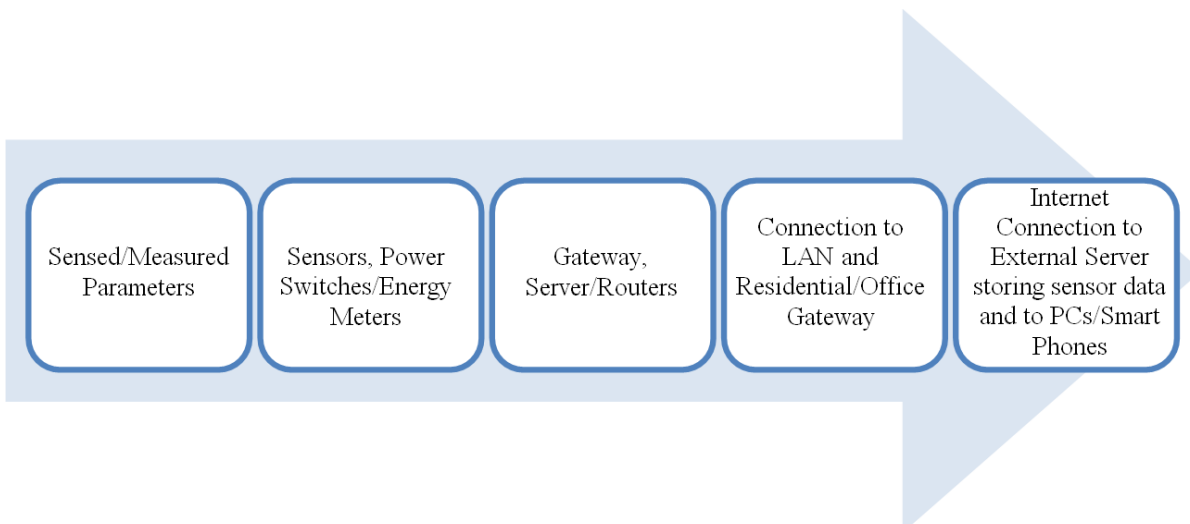 Sensed/Measured
Parameters
Sensors, Power
Switches/Energy
Meters
Gateway,
Server/Routers
Connection to
LAN and
Residential/Office
Gateway
Internet
Connection to
External Server
storing sensor data
and to PCs/Smart
Phones